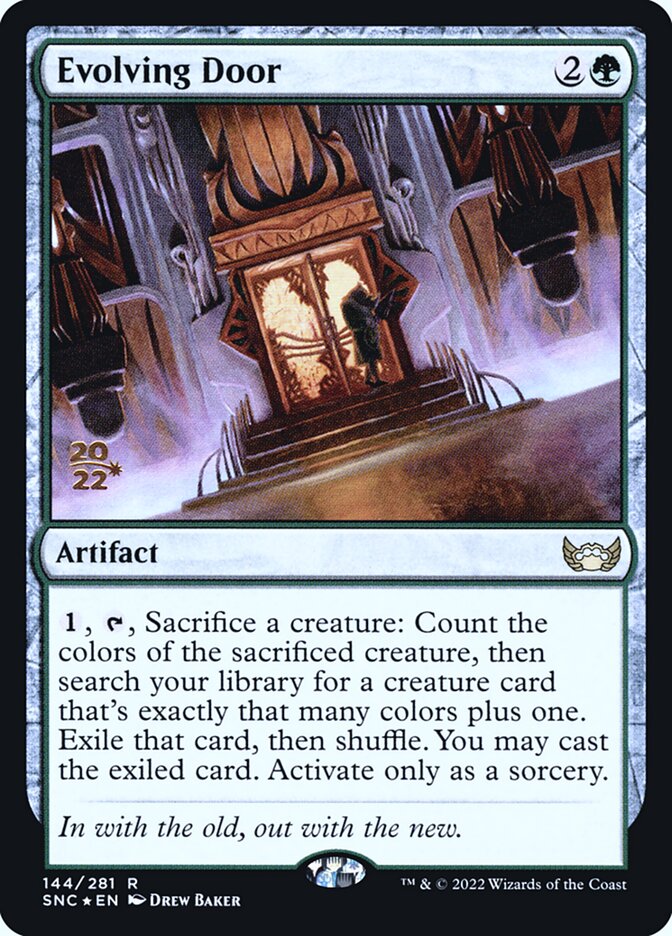 Evolving Door 2
20
22
Artifact
1, , Sacrifice a creature: Count the
colors of the sacrificed creature, then
search your library for a creature card
that's exactly that many colors plus one.
Exile that card, then shuffle. You may cast
the exiled card. Activate only as a sorcery.
In with the old, out with the new.
144/281 R
SNC ★ EN Drew Baker
™ & © 2022 Wizards of the Coast